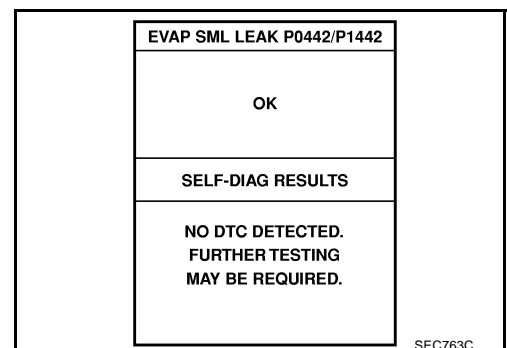 EVAP SML LEAK P0442/P1442
OK
SELF-DIAG RESULTS
NO DTC DETECTED.
FURTHER TESTING
MAY BE REQUIRED.
SEC763C